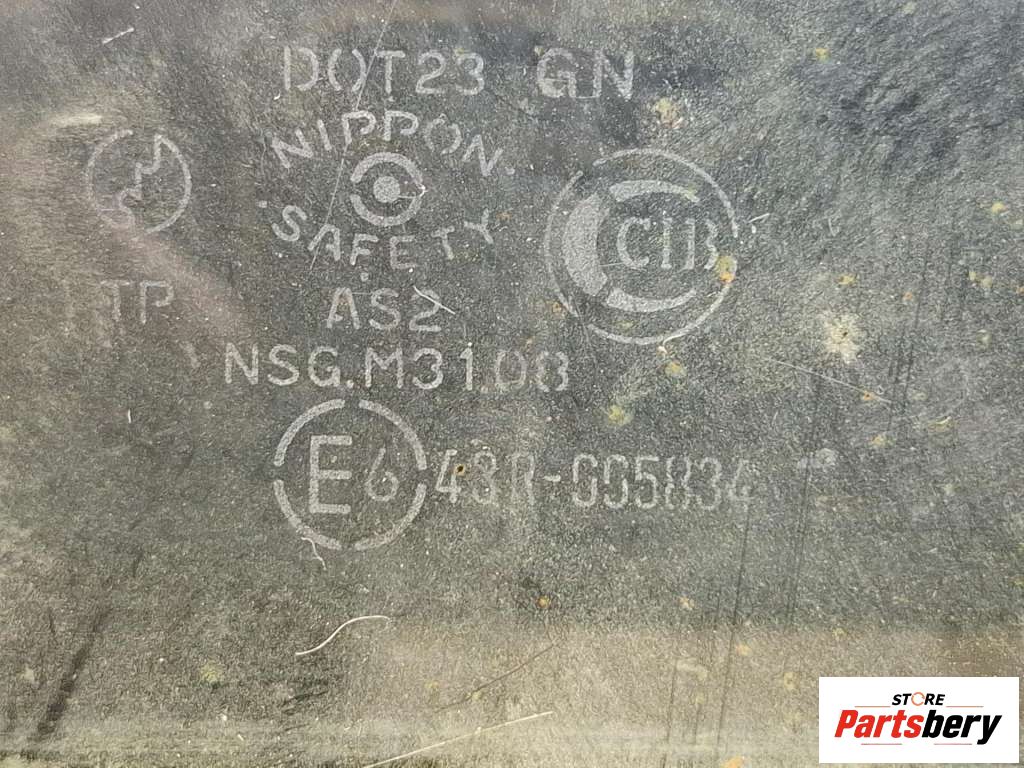 DOT23 GN
NIPPON
SAFETY
CIB
TP
AS2
NSG.M31.08
E6 43R-005834
STORE
Partsbery